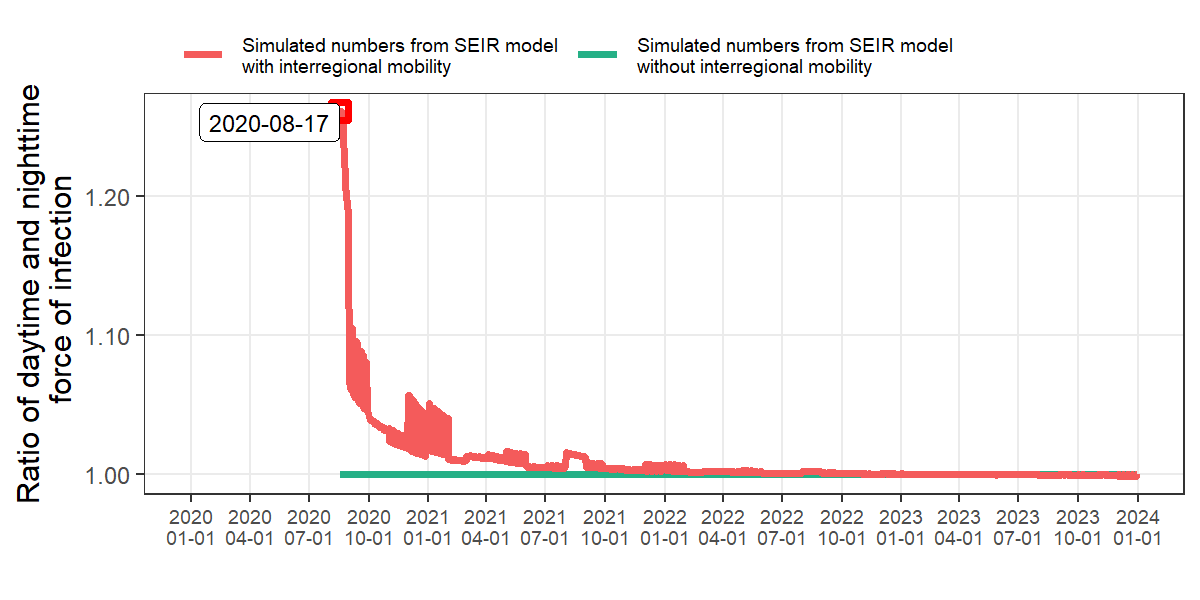 Simulated numbers from SEIR model
with interregional mobility
Simulated numbers from SEIR model
without interregional mobility
Ratio of daytime and nighttime
force of infection
2020-08-17
1.20
1.10
1.00
2020 2020 2020 2020 2021 2021 2021 2021 2022 2022 2022 2022 2023 2023 2023 2023 2024
01-01 04-01 07-01 10-01 01-01 04-01 07-01 10-01 01-01 04-01 07-01 10-01 01-01 04-01 07-01 10-01 01-01